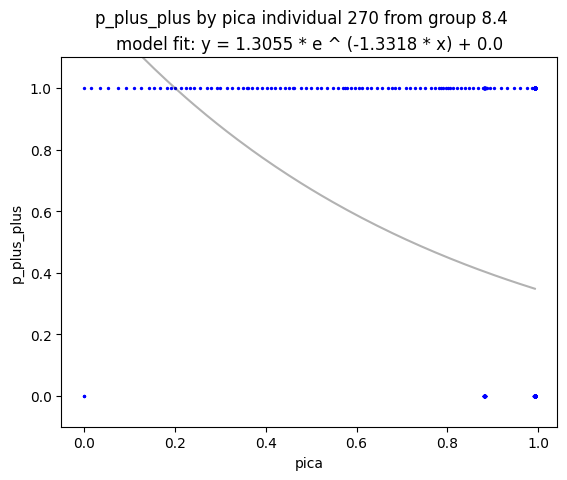 p_plus_plus by pica individual 270 from group 8.4
model fit: y = 1.3055 * e ^ (-1.3318 * x) + 0.0
1.0
0.8
0.6
0.4
0.2
0.0
p_plus_plus
0.0 0.2 0.4 0.6 0.8 1.0
pica